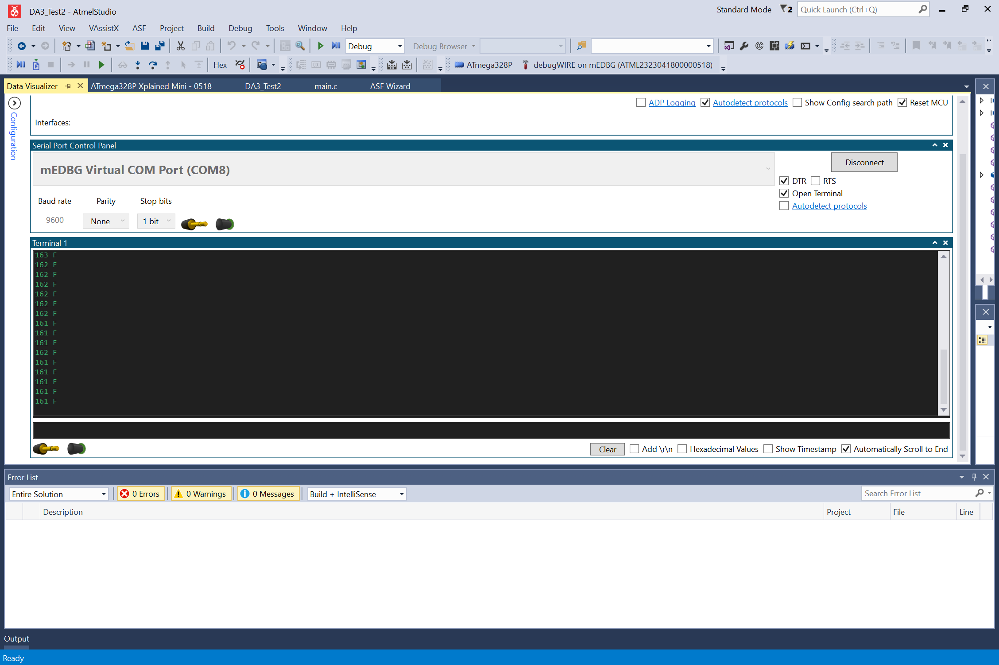 DA3_Test2 - AtmelStudio
Standard Mode
2
Quick Launch (Ctrl+Q)
File Edit View VAssistX ASF Project Build Debug Tools Window Help
Debug
Debug Browser
Hex
ATmega328P
debugWIRE on mEDBG (ATML2323041800000518)
Data Visualizer
ATmega328P Xplained Mini - 0518
DA3_Test2
main.c
ASF Wizard
Configuration
ADP Logging
Autodetect protocols
Show Config search path
Reset MCU
Interfaces:
Serial Port Control Panel
mEDBG Virtual COM Port (COM8)
Disconnect
DTR
RTS
Open Terminal
Autodetect protocols
Baud rate
Parity
Stop bits
9600
None
1 bit
Terminal 1
163 F
162 F
162 F
162 F
162 F
162 F
162 F
161 F
161 F
161 F
162 F
161 F
161 F
161 F
161 F
161 F
Clear
Add \r\n
Hexadecimal Values
Show Timestamp
Automatically Scroll to End
Error List
Entire Solution
0 Errors
0 Warnings
0 Messages
Build + IntelliSense
Search Error List
Description
Project
File
Line
Output
Ready